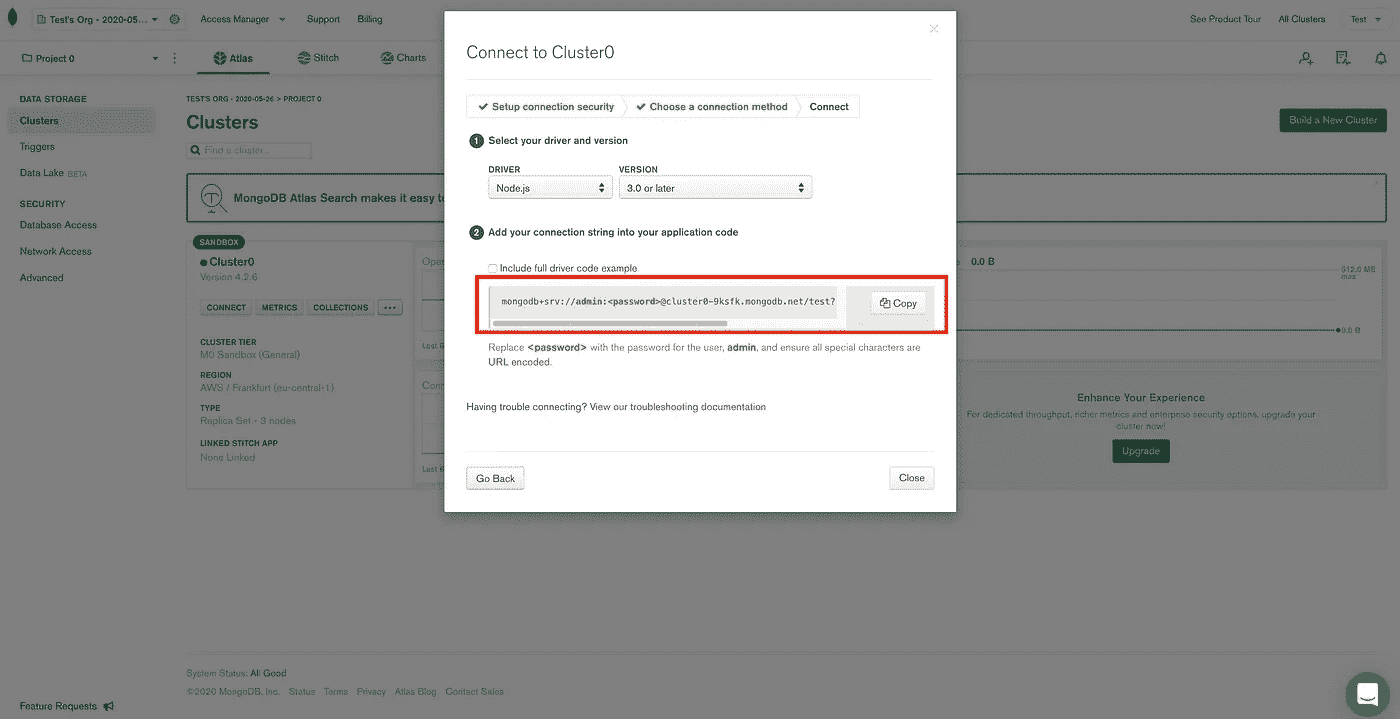 Test's Org - 2020-05...
Access Manager
Support
Billing
See Product Tour
All Clusters
Test
Project 0
Atlas
Stitch
Charts
DATA STORAGE
Clusters
Triggers
Data Lake BETA
SECURITY
Database Access
Network Access
Advanced
TEST'S ORG - 2020-05-26 > PROJECT 0
Clusters
Find a cluster...
Build a New Cluster
MongoDB Atlas Search makes it easy to
SANDBOX
Cluster0
Version 4.2.6
CONNECT
METRICS
COLLECTIONS
...
CLUSTER TIER
M0 Sandbox (General)
REGION
AWS / Frankfurt (eu-central-1)
TYPE
Replica Set - 3 nodes
LINKED STITCH APP
None Linked
Oper
Last 6
Conn
Last 6
Connect to Cluster0
Setup connection security
Choose a connection method
Connect
1 Select your driver and version
DRIVER
VERSION
Node.js
3.0 or later
2 Add your connection string into your application code
Include full driver code example
mongodb+srv://admin:<password>@cluster0-9ksfk.mongodb.net/test?
Copy
Replace <password> with the password for the user, admin, and ensure all special characters are
URL encoded.
Having trouble connecting? View our troubleshooting documentation
Go Back
Close
0.0 B
512.0 MB
max
0.0 B
Enhance Your Experience
For dedicated throughput, richer metrics and enterprise security options, upgrade your
cluster now!
Upgrade
System Status: All Good
©2020 MongoDB, Inc.
Status
Terms
Privacy
Atlas Blog
Contact Sales
Feature Requests